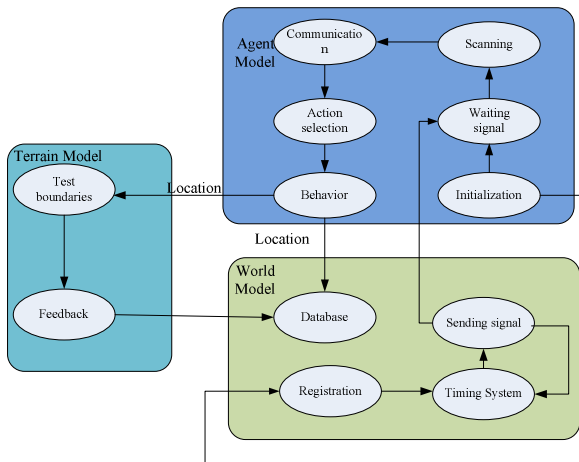 Agent
Model
Communicatio
n
Scanning
Action
selection
Waiting
signal
Behavior
Initialization
Terrain Model
Test
boundaries
Location
Feedback
Location
World
Model
Database
Sending signal
Registration
Timing System